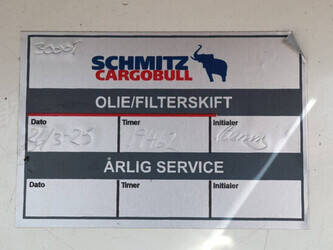 SCHMITZ
CARGOBULL
OLIE/FILTERSKIFT
Dato Timer Initialer
ÅRLIG SERVICE
Dato Timer Initialer